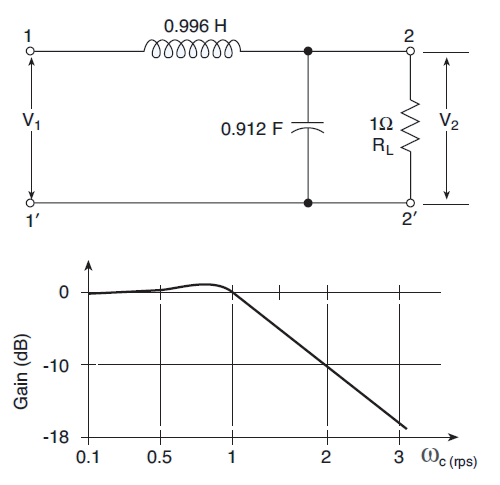 0.996 H
1
2
V1
0.912 F
1Ω
RL
V2
1′
2′
Gain (dB)
0
-10
-18
0.1
0.5
1
2
3
ωc (rps)